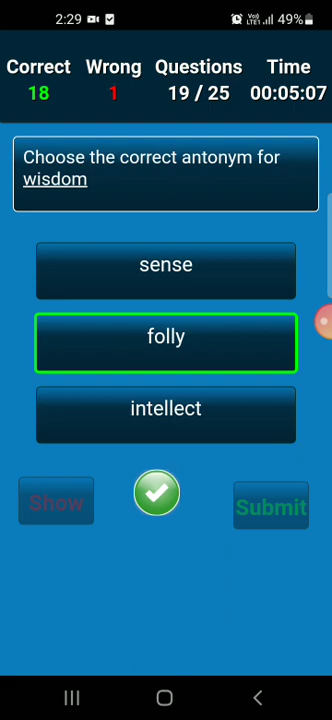 2:29 49%
Correct Wrong Questions Time
18 1 19 / 25 00:05:07
Choose the correct antonym for
wisdom
sense
folly
intellect
Show Submit